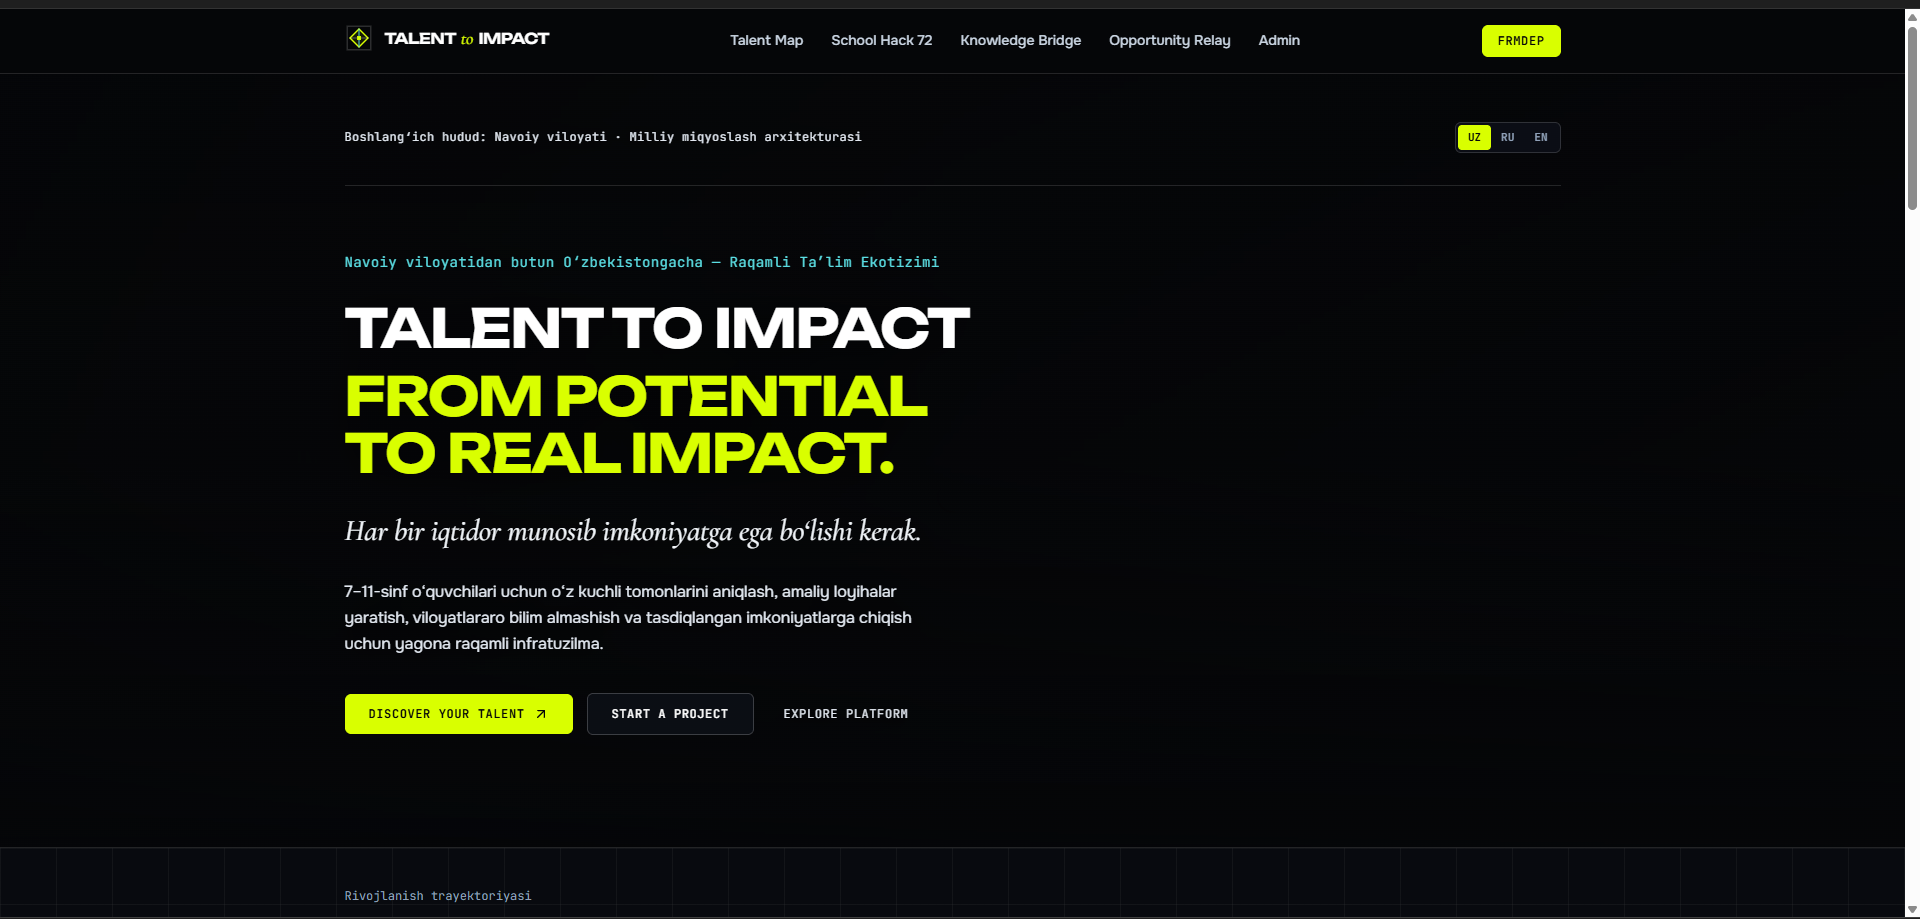 TALENT to IMPACT
Talent Map School Hack 72 Knowledge Bridge Opportunity Relay Admin
FRMDEP
Boshlang‘ich hudud: Navoiy viloyati · Milliy miqyoslash arxitekturasi
UZ RU EN
Navoiy viloyatidan butun O‘zbekistongacha — Raqamli Ta’lim Ekotizimi
TALENT TO IMPACT
FROM POTENTIAL
TO REAL IMPACT.
Har bir iqtidor munosib imkoniyatga ega bo‘lishi kerak.
7–11-sinf o‘quvchilari uchun o‘z kuchli tomonlarini aniqlash, amaliy loyihalar
yaratish, viloyatlararo bilim almashish va tasdiqlangan imkoniyatlarga chiqish
uchun yagona raqamli infratuzilma.
DISCOVER YOUR TALENT
START A PROJECT
EXPLORE PLATFORM
Rivojlanish trayektoriyasi